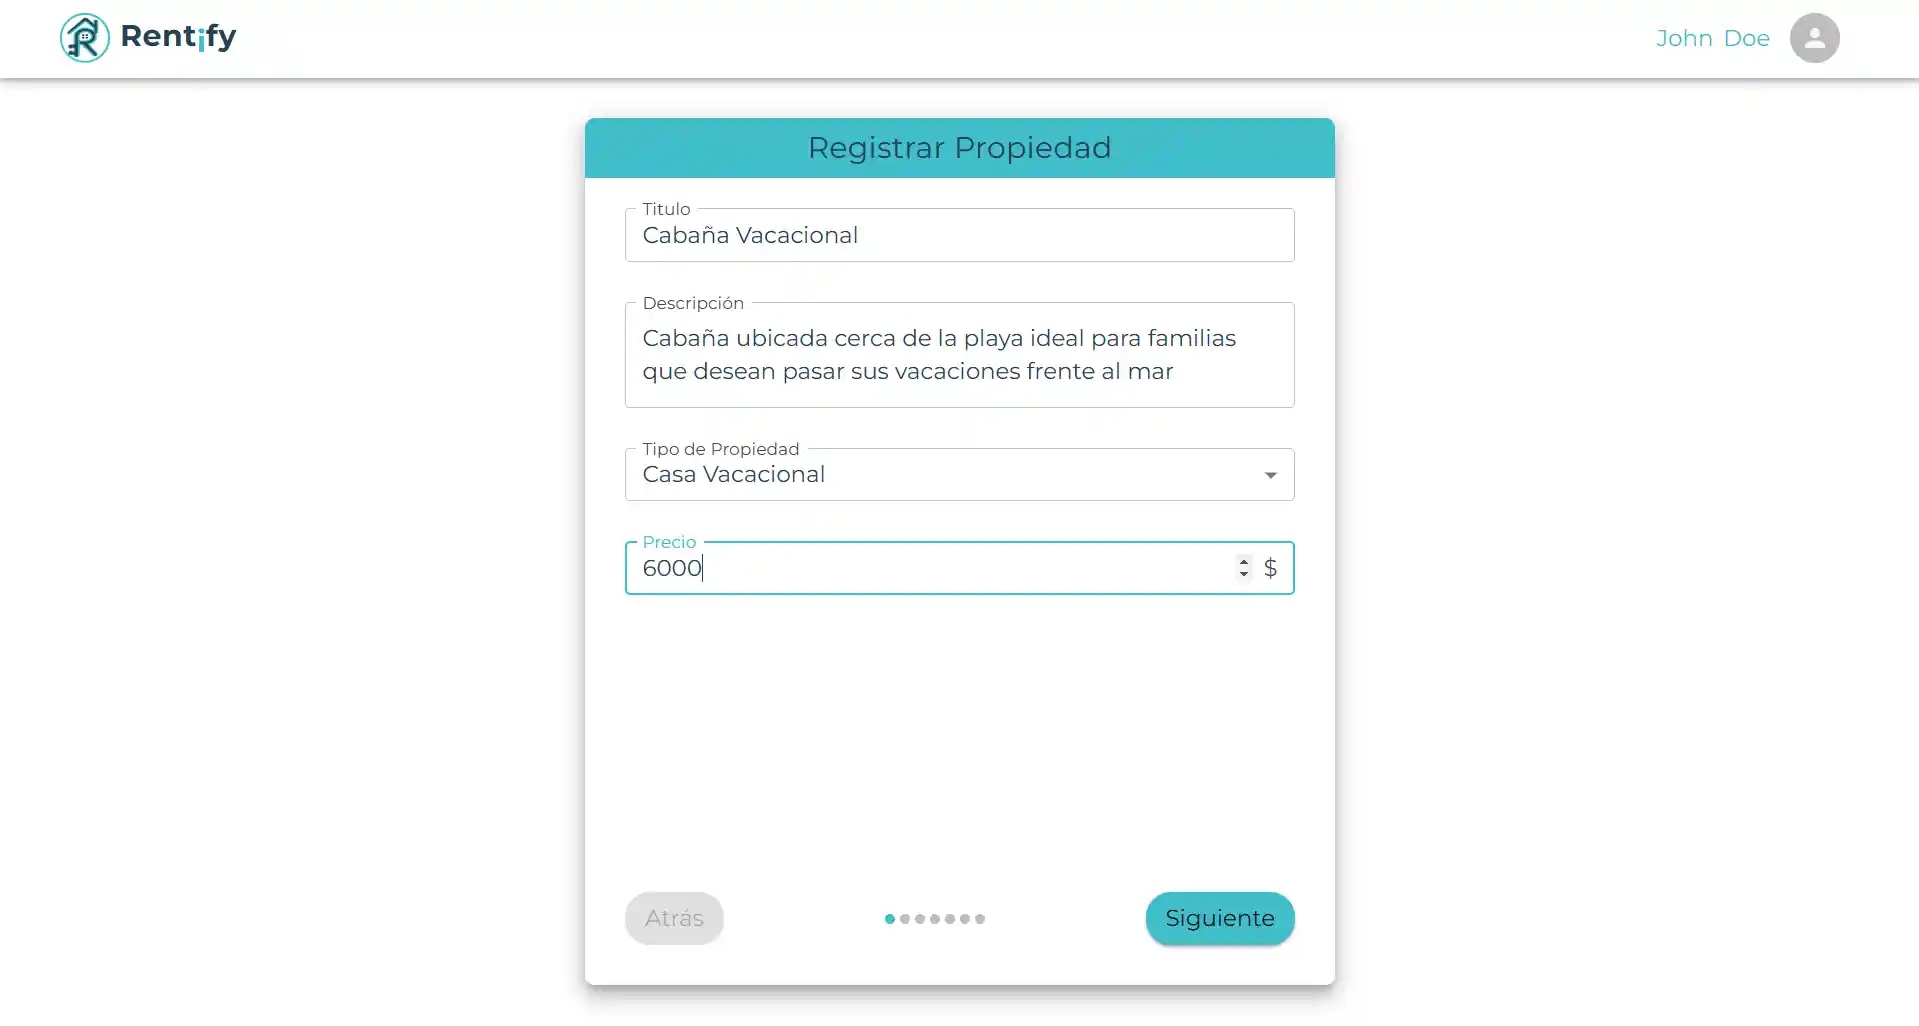 Rentify
John Doe
Registrar Propiedad
Titulo
Cabaña Vacacional
Descripción
Cabaña ubicada cerca de la playa ideal para familias
que desean pasar sus vacaciones frente al mar
Tipo de Propiedad
Casa Vacacional
Precio
6000 $
Atrás
Siguiente